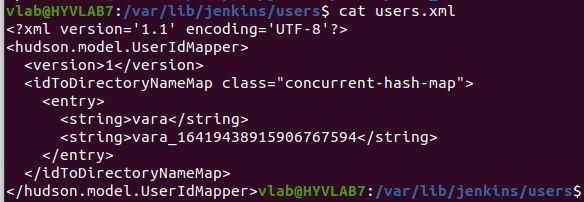 vlab@HYVLAB7:/var/lib/jenkins/users$ cat users.xml
<?xml version='1.1' encoding='UTF-8'?>
<hudson.model.UserIdMapper>
  <version>1</version>
  <idToDirectoryNameMap class="concurrent-hash-map">
    <entry>
      <string>vara</string>
      <string>vara_16419438915906767594</string>
    </entry>
  </idToDirectoryNameMap>
</hudson.model.UserIdMapper>vlab@HYVLAB7:/var/lib/jenkins/users$